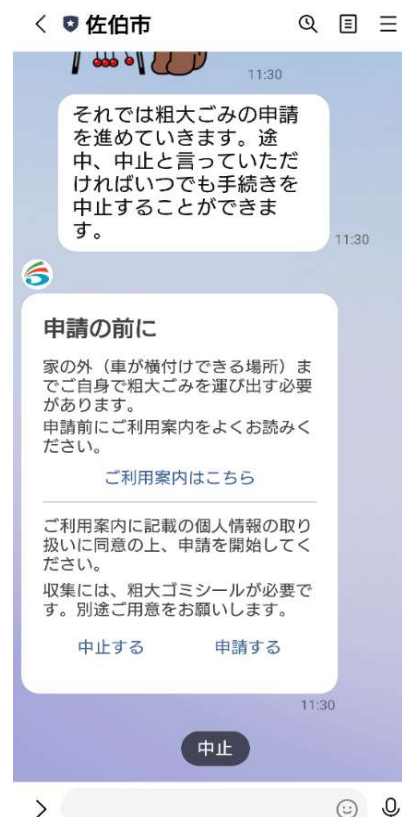 佐伯市
11:30
それでは粗大ごみの申請
を進めていきます。途
中、中止と言っていただ
ければいつでも手続きを
中止することができま
す。
11:30
申請の前に
家の外（車が横付けできる場所）ま
でご自身で粗大ごみを運び出す必要
があります。
申請前にご利用案内をよくお読みく
ださい。
ご利用案内はこちら
ご利用案内に記載の個人情報の取り
扱いに同意の上、申請を開始してく
ださい。
収集には、粗大ゴミシールが必要で
す。別途ご用意をお願いします。
中止する 申請する
11:30
中止